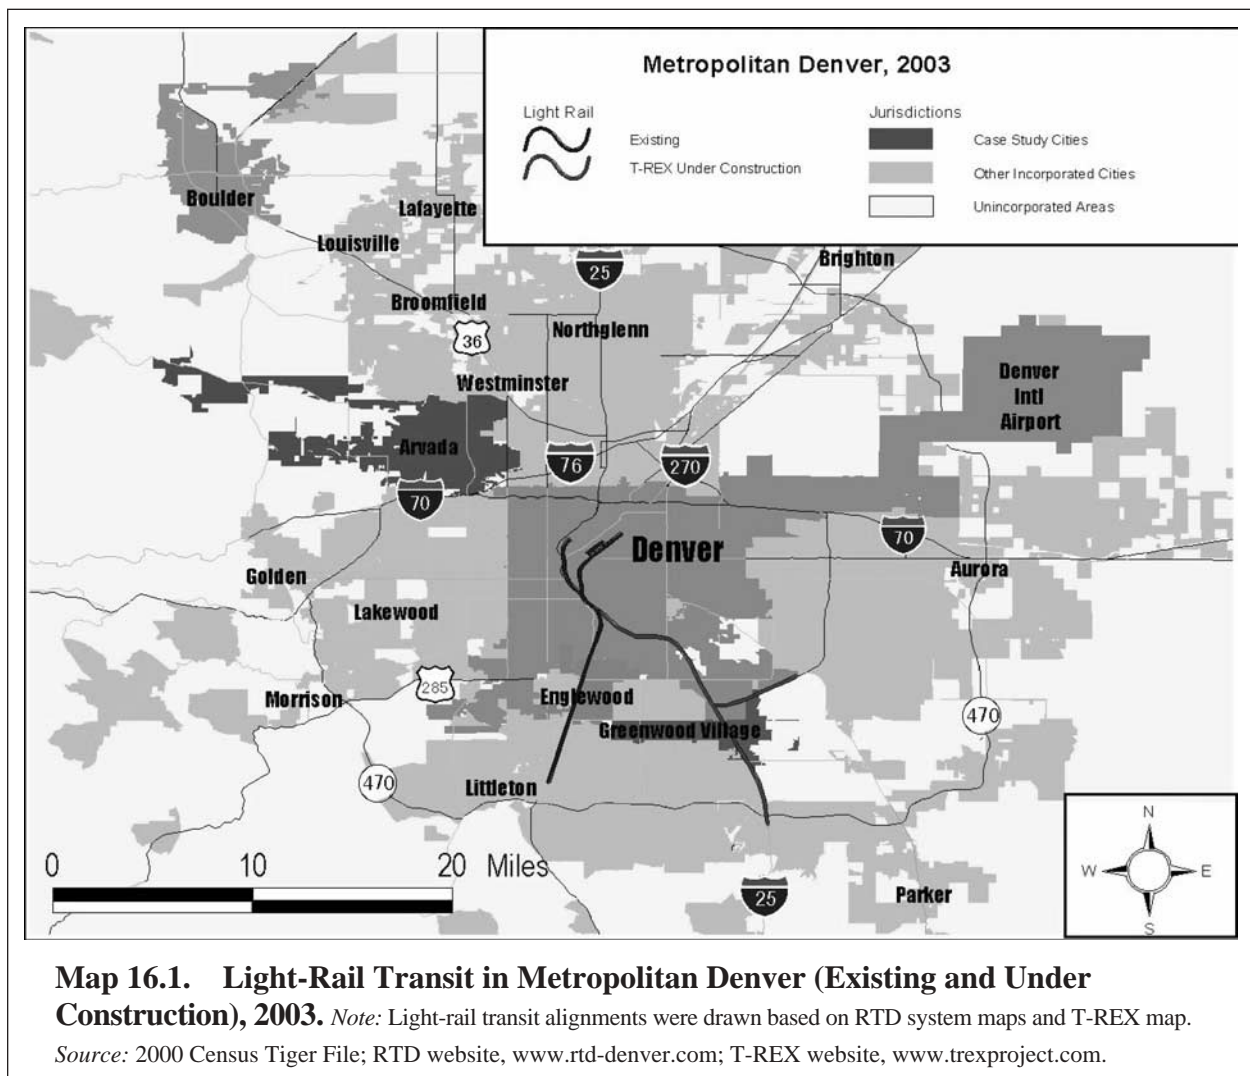 Metropolitan Denver, 2003
Light Rail
Existing
T-REX Under Construction
Jurisdictions
Case Study Cities
Other Incorporated Cities
Unincorporated Areas
Boulder
Lafayette
Louisville
Brighton
25
Broomfield
Northglenn
36
Denver
Intl
Airport
Westminster
Arvada
76
270
70
70
Denver
Golden
Aurora
Lakewood
Morrison
285
Englewood
Greenwood Village
470
470
Littleton
0 10 20 Miles
25
Parker
N
W E
S
Map 16.1. Light-Rail Transit in Metropolitan Denver (Existing and Under
Construction), 2003. Note: Light-rail transit alignments were drawn based on RTD system maps and T-REX map.
Source: 2000 Census Tiger File; RTD website, www.rtd-denver.com; T-REX website, www.trexproject.com.